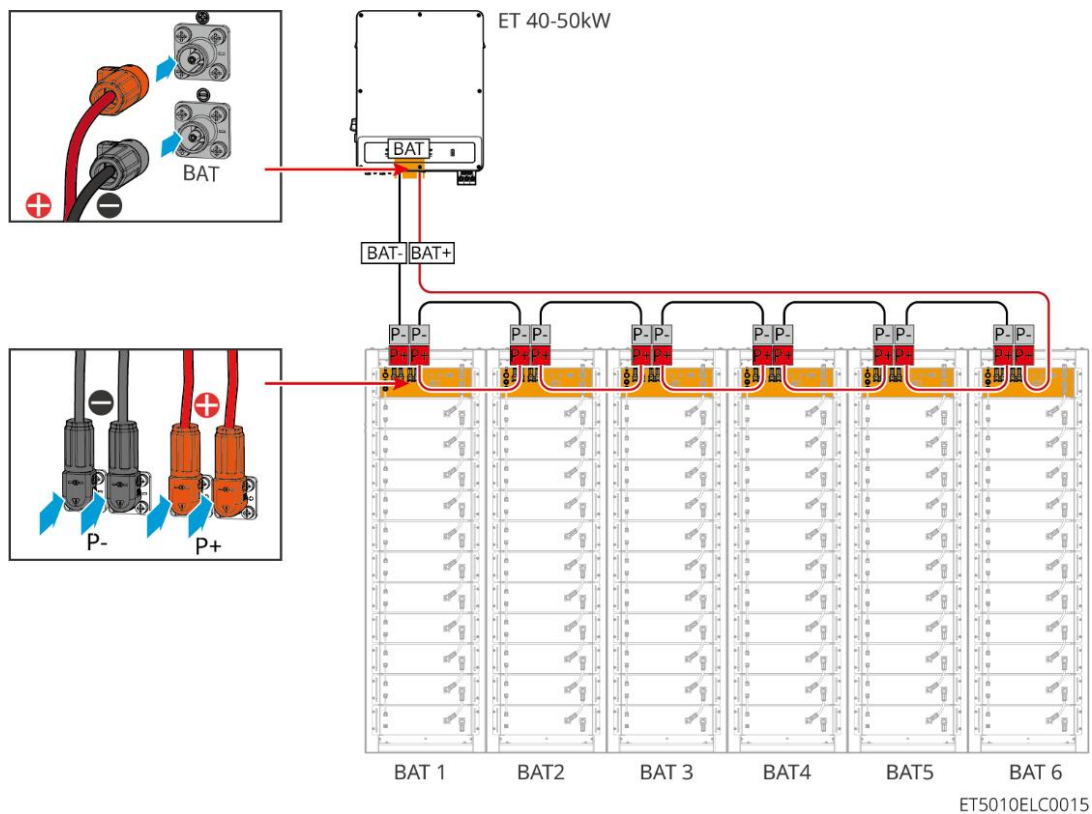 ET 40-50kW
BAT
BAT
BAT- BAT+
P- P- P- P- P- P- P- P- P- P- P- P-
P+ P+ P+ P+ P+ P+ P+ P+ P+ P+ P+ P+
P- P+
BAT 1 BAT2 BAT 3 BAT4 BAT5 BAT 6
ET5010ELC0015